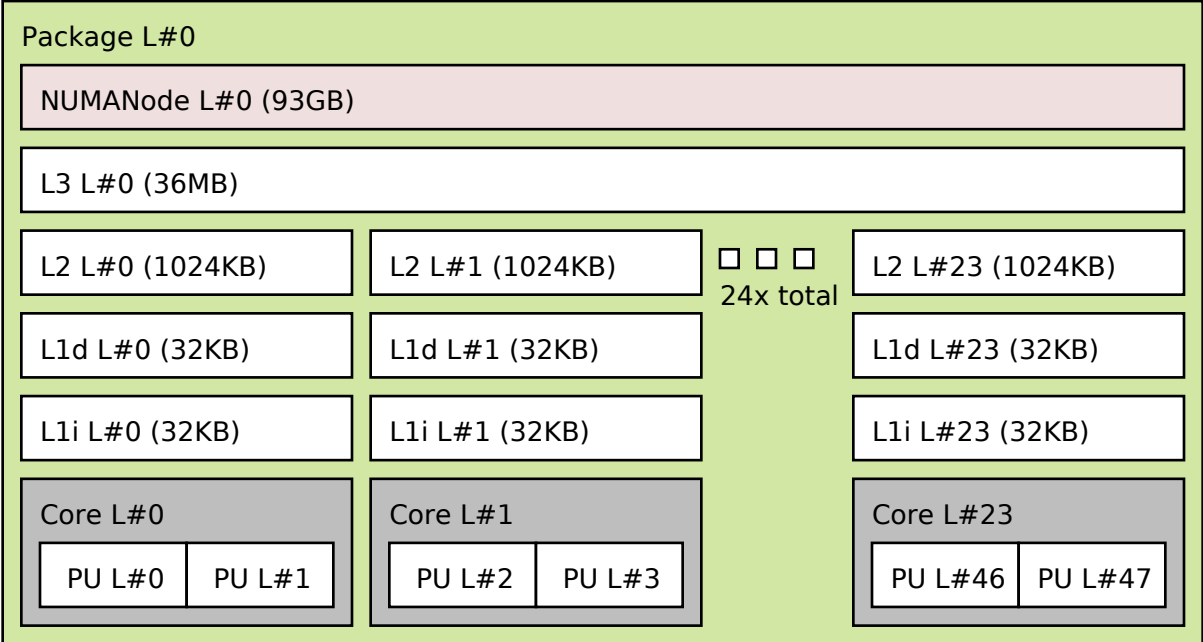 Package L#0
NUMANode L#0 (93GB)
L3 L#0 (36MB)
L2 L#0 (1024KB) L2 L#1 (1024KB) L2 L#23 (1024KB)
24x total
L1d L#0 (32KB) L1d L#1 (32KB) L1d L#23 (32KB)
L1i L#0 (32KB) L1i L#1 (32KB) L1i L#23 (32KB)
Core L#0 Core L#1 Core L#23
PU L#0 PU L#1 PU L#2 PU L#3 PU L#46 PU L#47